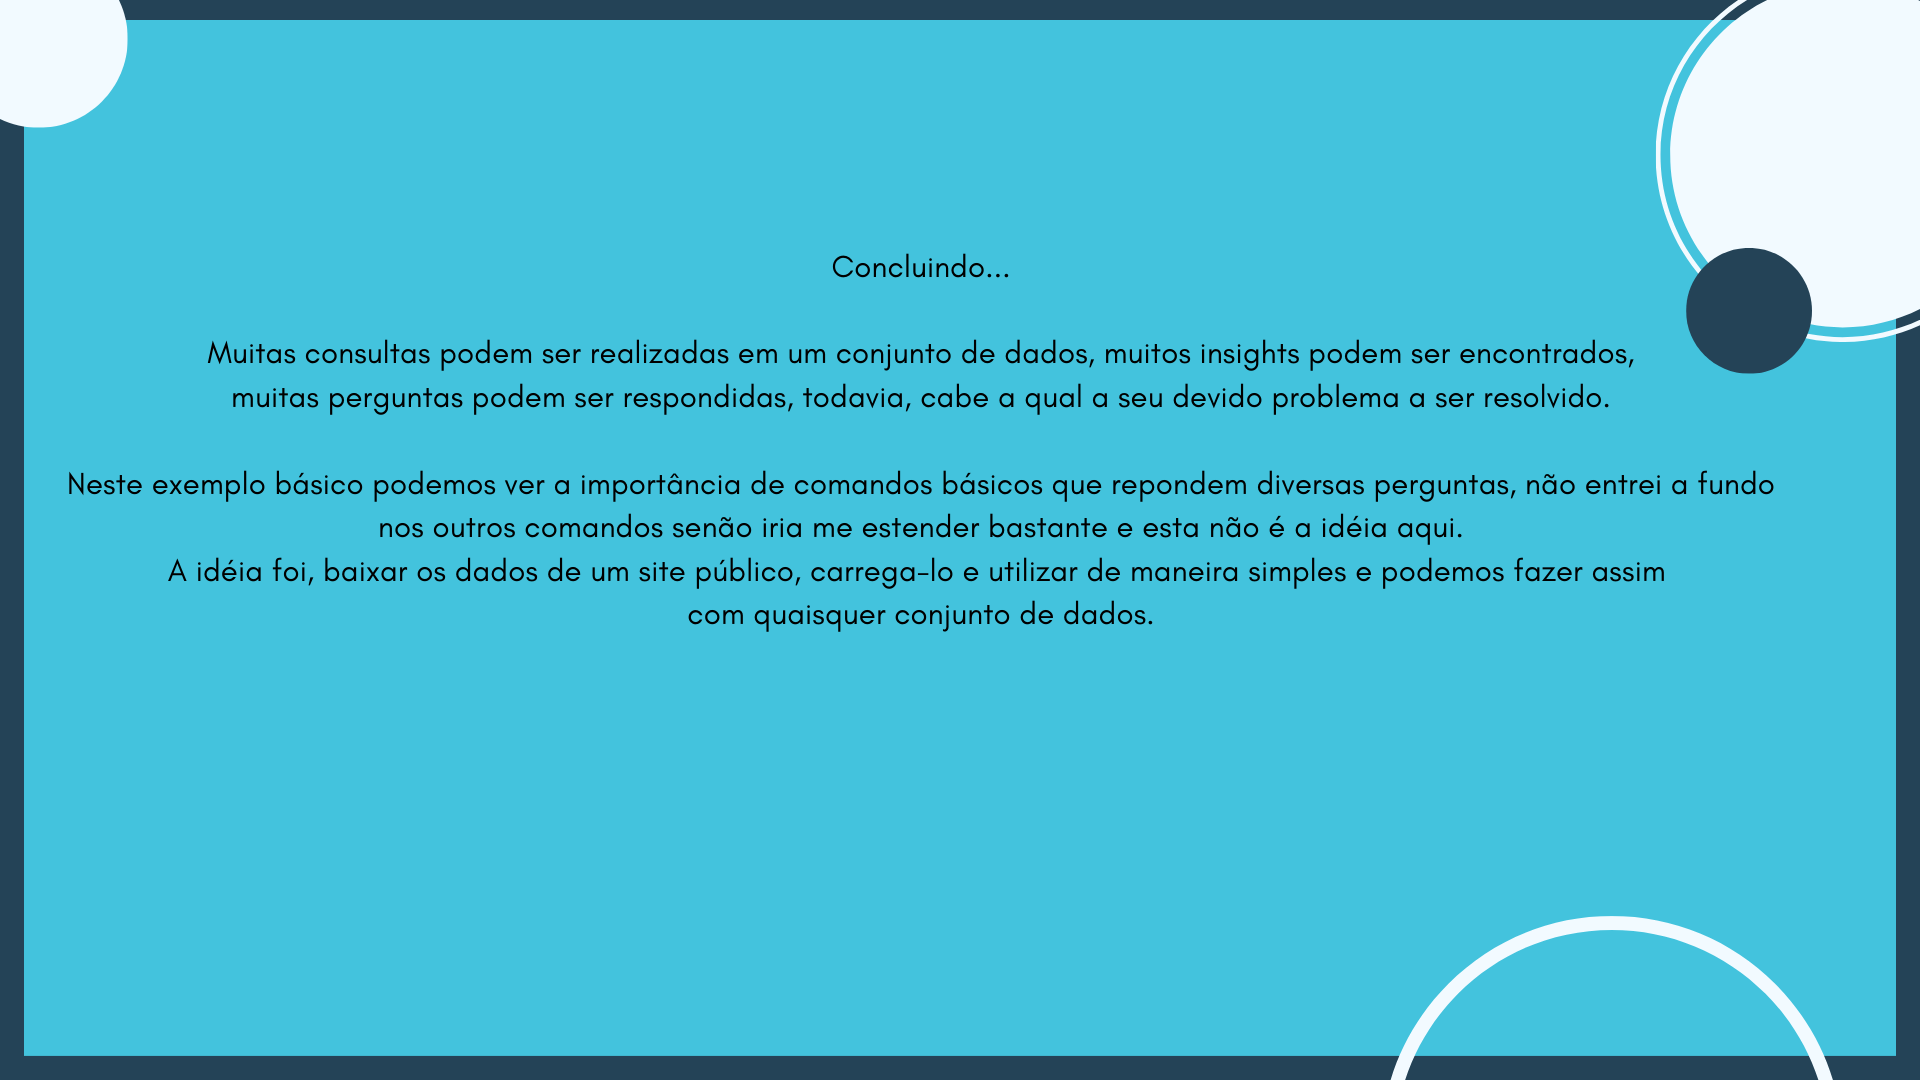 Concluindo...
Muitas consultas podem ser realizadas em um conjunto de dados, muitos insights podem ser encontrados,
muitas perguntas podem ser respondidas, todavia, cabe a qual a seu devido problema a ser resolvido.
Neste exemplo básico podemos ver a importância de comandos básicos que repondem diversas perguntas, não entrei a fundo
nos outros comandos senão iria me estender bastante e esta não é a idéia aqui.
A idéia foi, baixar os dados de um site público, carrega-lo e utilizar de maneira simples e podemos fazer assim
com quaisquer conjunto de dados.